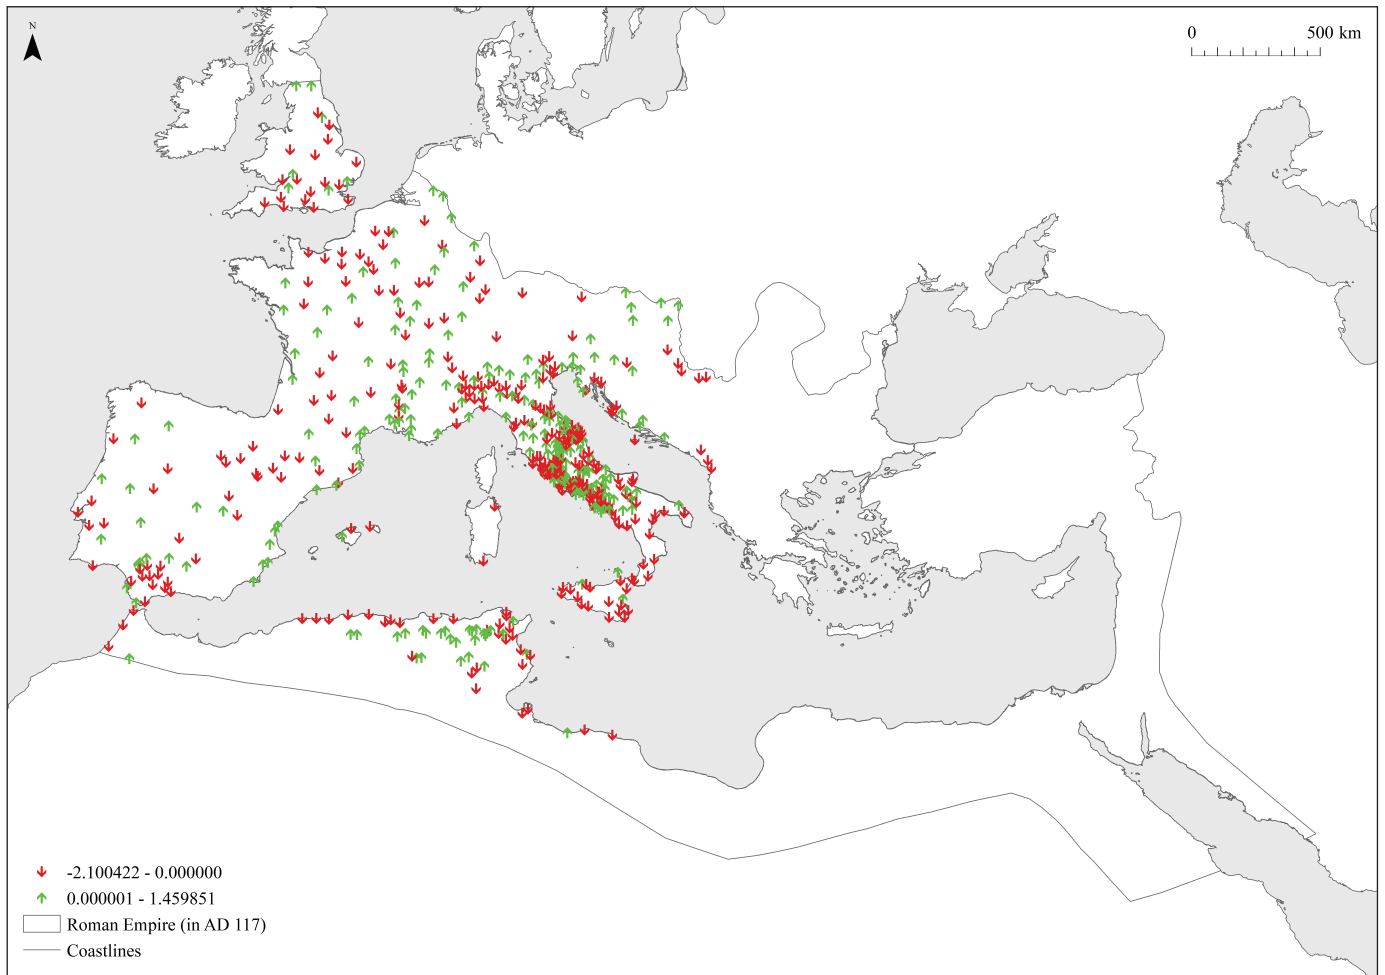 N
0 500 km
-2.100422 - 0.000000
0.000001 - 1.459851
Roman Empire (in AD 117)
Coastlines